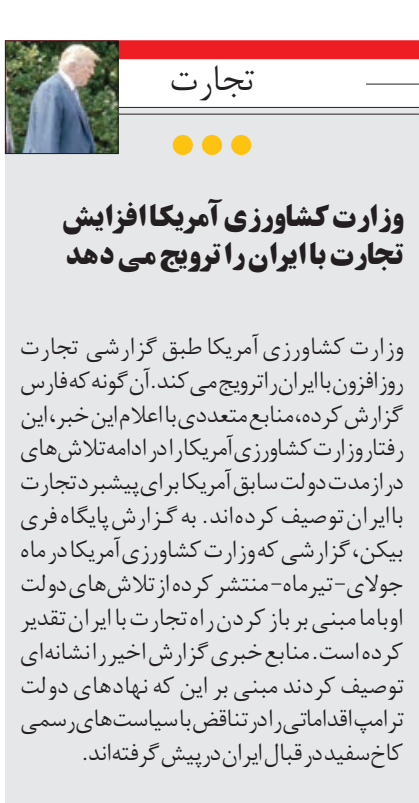 تجارت
وزارت کشاورزی آمریکا افزایش
تجارت با ایران را ترویج می دهد
وزارت کشاورزی آمریکا طبق گزارشی تجارت
روزافزون با ایران را ترویج می کند. آن گونه که فارس
گزارش کرده، منابع متعددی با اعلام این خبر، این
رفتار وزارت کشاورزی آمریکا را در ادامه تلاش های
درازمدت دولت سابق آمریکا برای پیشبرد تجارت
با ایران توصیف کرده‌اند. به گزارش پایگاه فری
بیکن، گزارشی که وزارت کشاورزی آمریکا در ماه
جولای - تیر ماه - منتشر کرده از تلاش های دولت
اوباما مبنی بر باز کردن راه تجارت با ایران تقدیر
کرده است. منابع خبری گزارش اخیر را نشانه‌ای
توصیف کردند مبنی بر این که نهادهای دولت
ترامپ اقداماتی را در تناقض با سیاست های رسمی
کاخ سفید در قبال ایران در پیش گرفته‌اند.